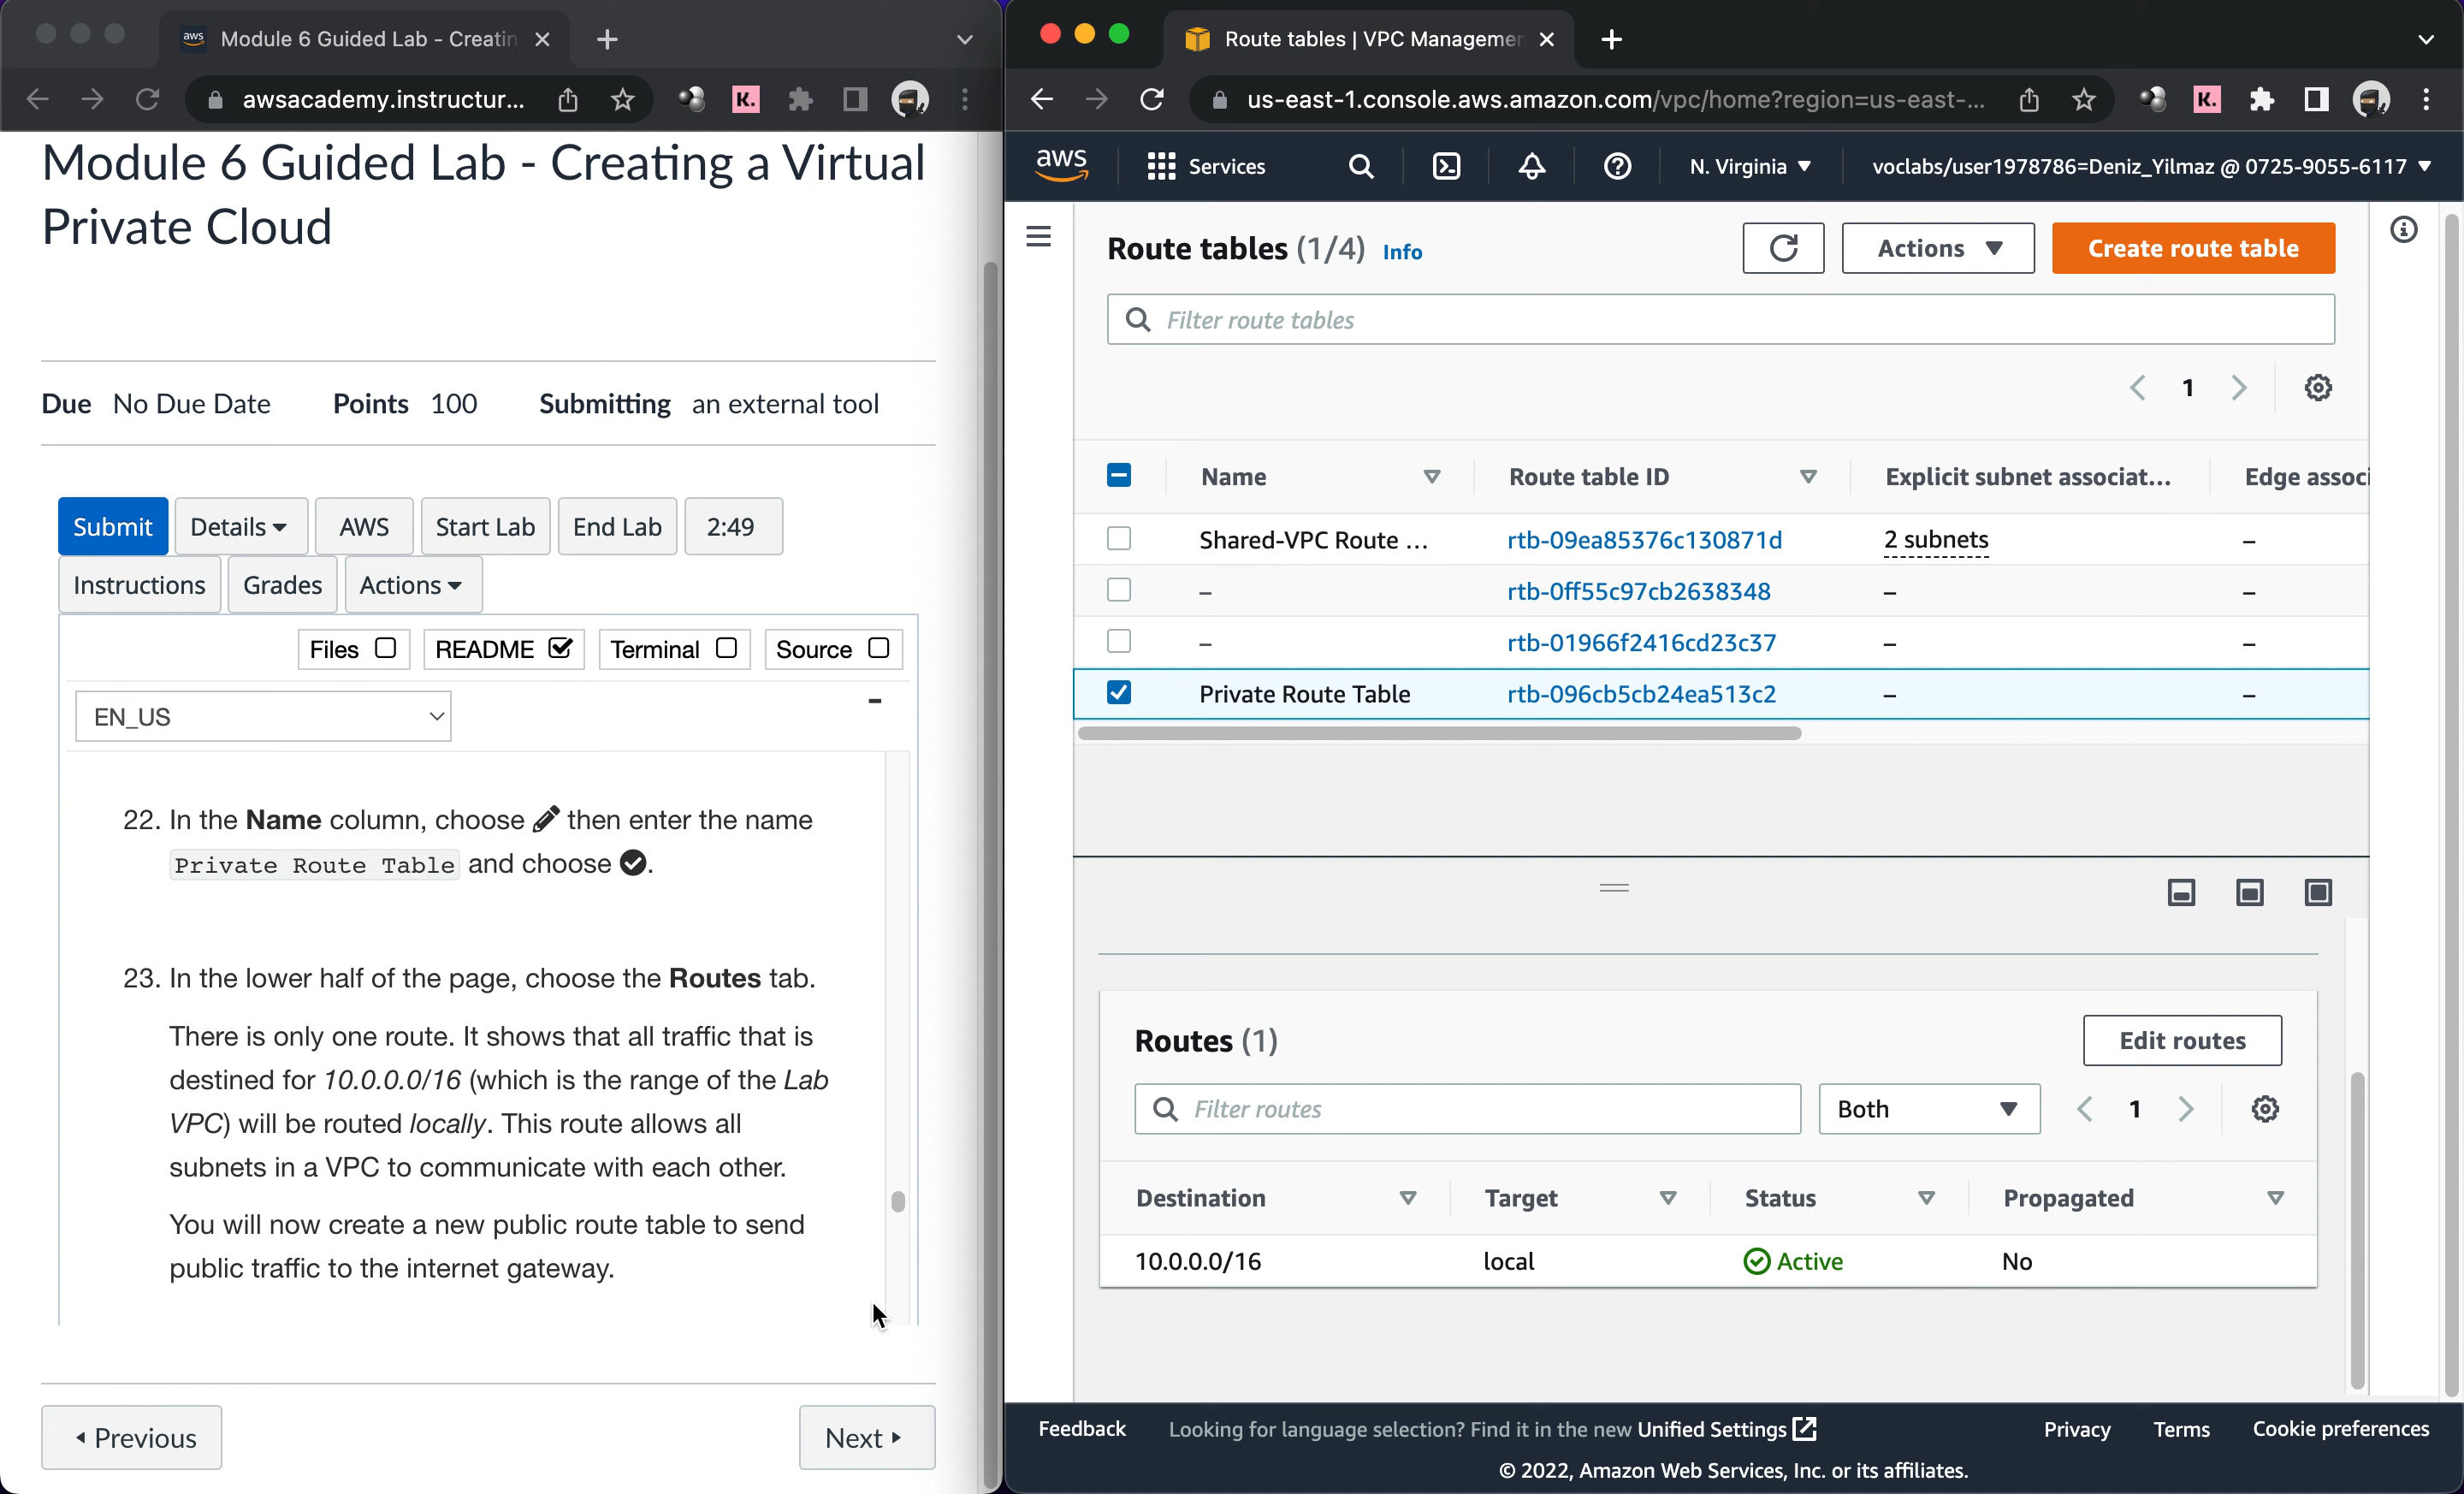 aws Module 6 Guided Lab - Creatin
awsacademy.instructur...
K.
Module 6 Guided Lab - Creating a Virtual
Private Cloud
Due No Due Date Points 100 Submitting an external tool
Submit Details AWS Start Lab End Lab 2:49
Instructions Grades Actions
Files README Terminal Source
EN_US
22. In the Name column, choose then enter the name
Private Route Table and choose .
23. In the lower half of the page, choose the Routes tab.
There is only one route. It shows that all traffic that is
destined for 10.0.0.0/16 (which is the range of the Lab
VPC) will be routed locally. This route allows all
subnets in a VPC to communicate with each other.
You will now create a new public route table to send
public traffic to the internet gateway.
Previous Next
Route tables | VPC Managemen
us-east-1.console.aws.amazon.com/vpc/home?region=us-east-...
K.
aws Services N. Virginia voclabs/user1978786=Deniz_Yilmaz @ 0725-9055-6117
Route tables (1/4) Info Actions Create route table
Filter route tables
1
Name Route table ID Explicit subnet associat... Edge associ
Shared-VPC Route ... rtb-09ea85376c130871d 2 subnets –
– rtb-0ff55c97cb2638348 – –
– rtb-01966f2416cd23c37 – –
Private Route Table rtb-096cb5cb24ea513c2 – –
Routes (1) Edit routes
Filter routes Both 1
Destination Target Status Propagated
10.0.0.0/16 local Active No
Feedback Looking for language selection? Find it in the new Unified Settings Privacy Terms Cookie preferences
© 2022, Amazon Web Services, Inc. or its affiliates.